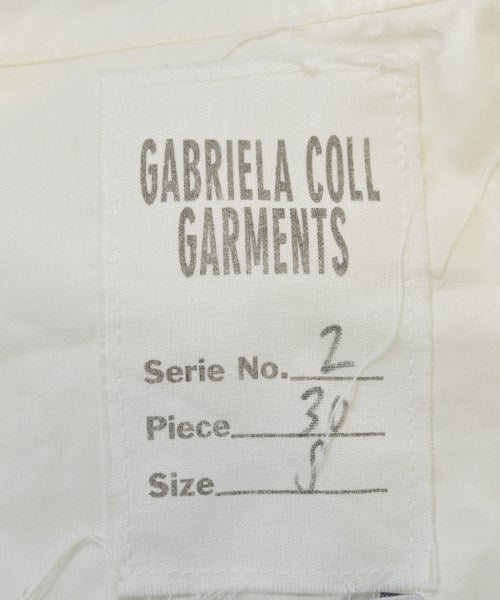 GABRIELA COLL
GARMENTS
Serie No. 2
Piece 30
Size S